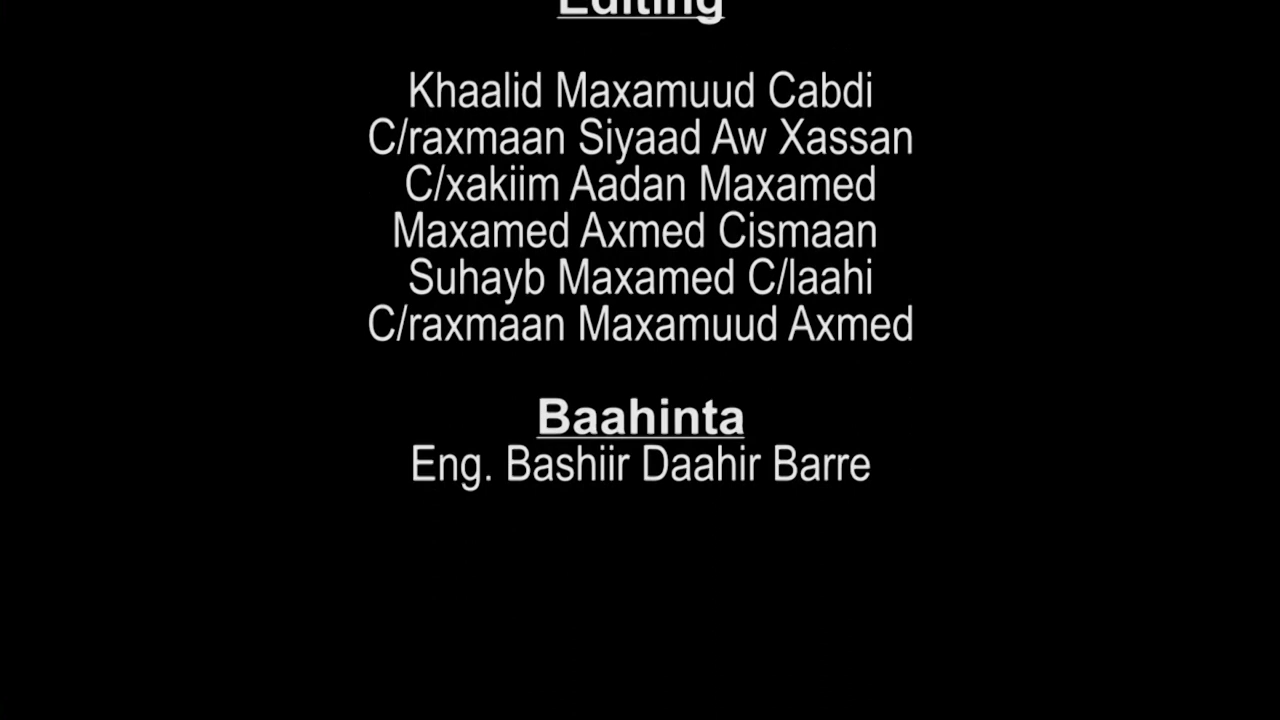 Editing
Khaalid Maxamuud Cabdi
C/raxmaan Siyaad Aw Xassan
C/xakiim Aadan Maxamed
Maxamed Axmed Cismaan
Suhayb Maxamed C/laahi
C/raxmaan Maxamuud Axmed
Baahinta
Eng. Bashiir Daahir Barre